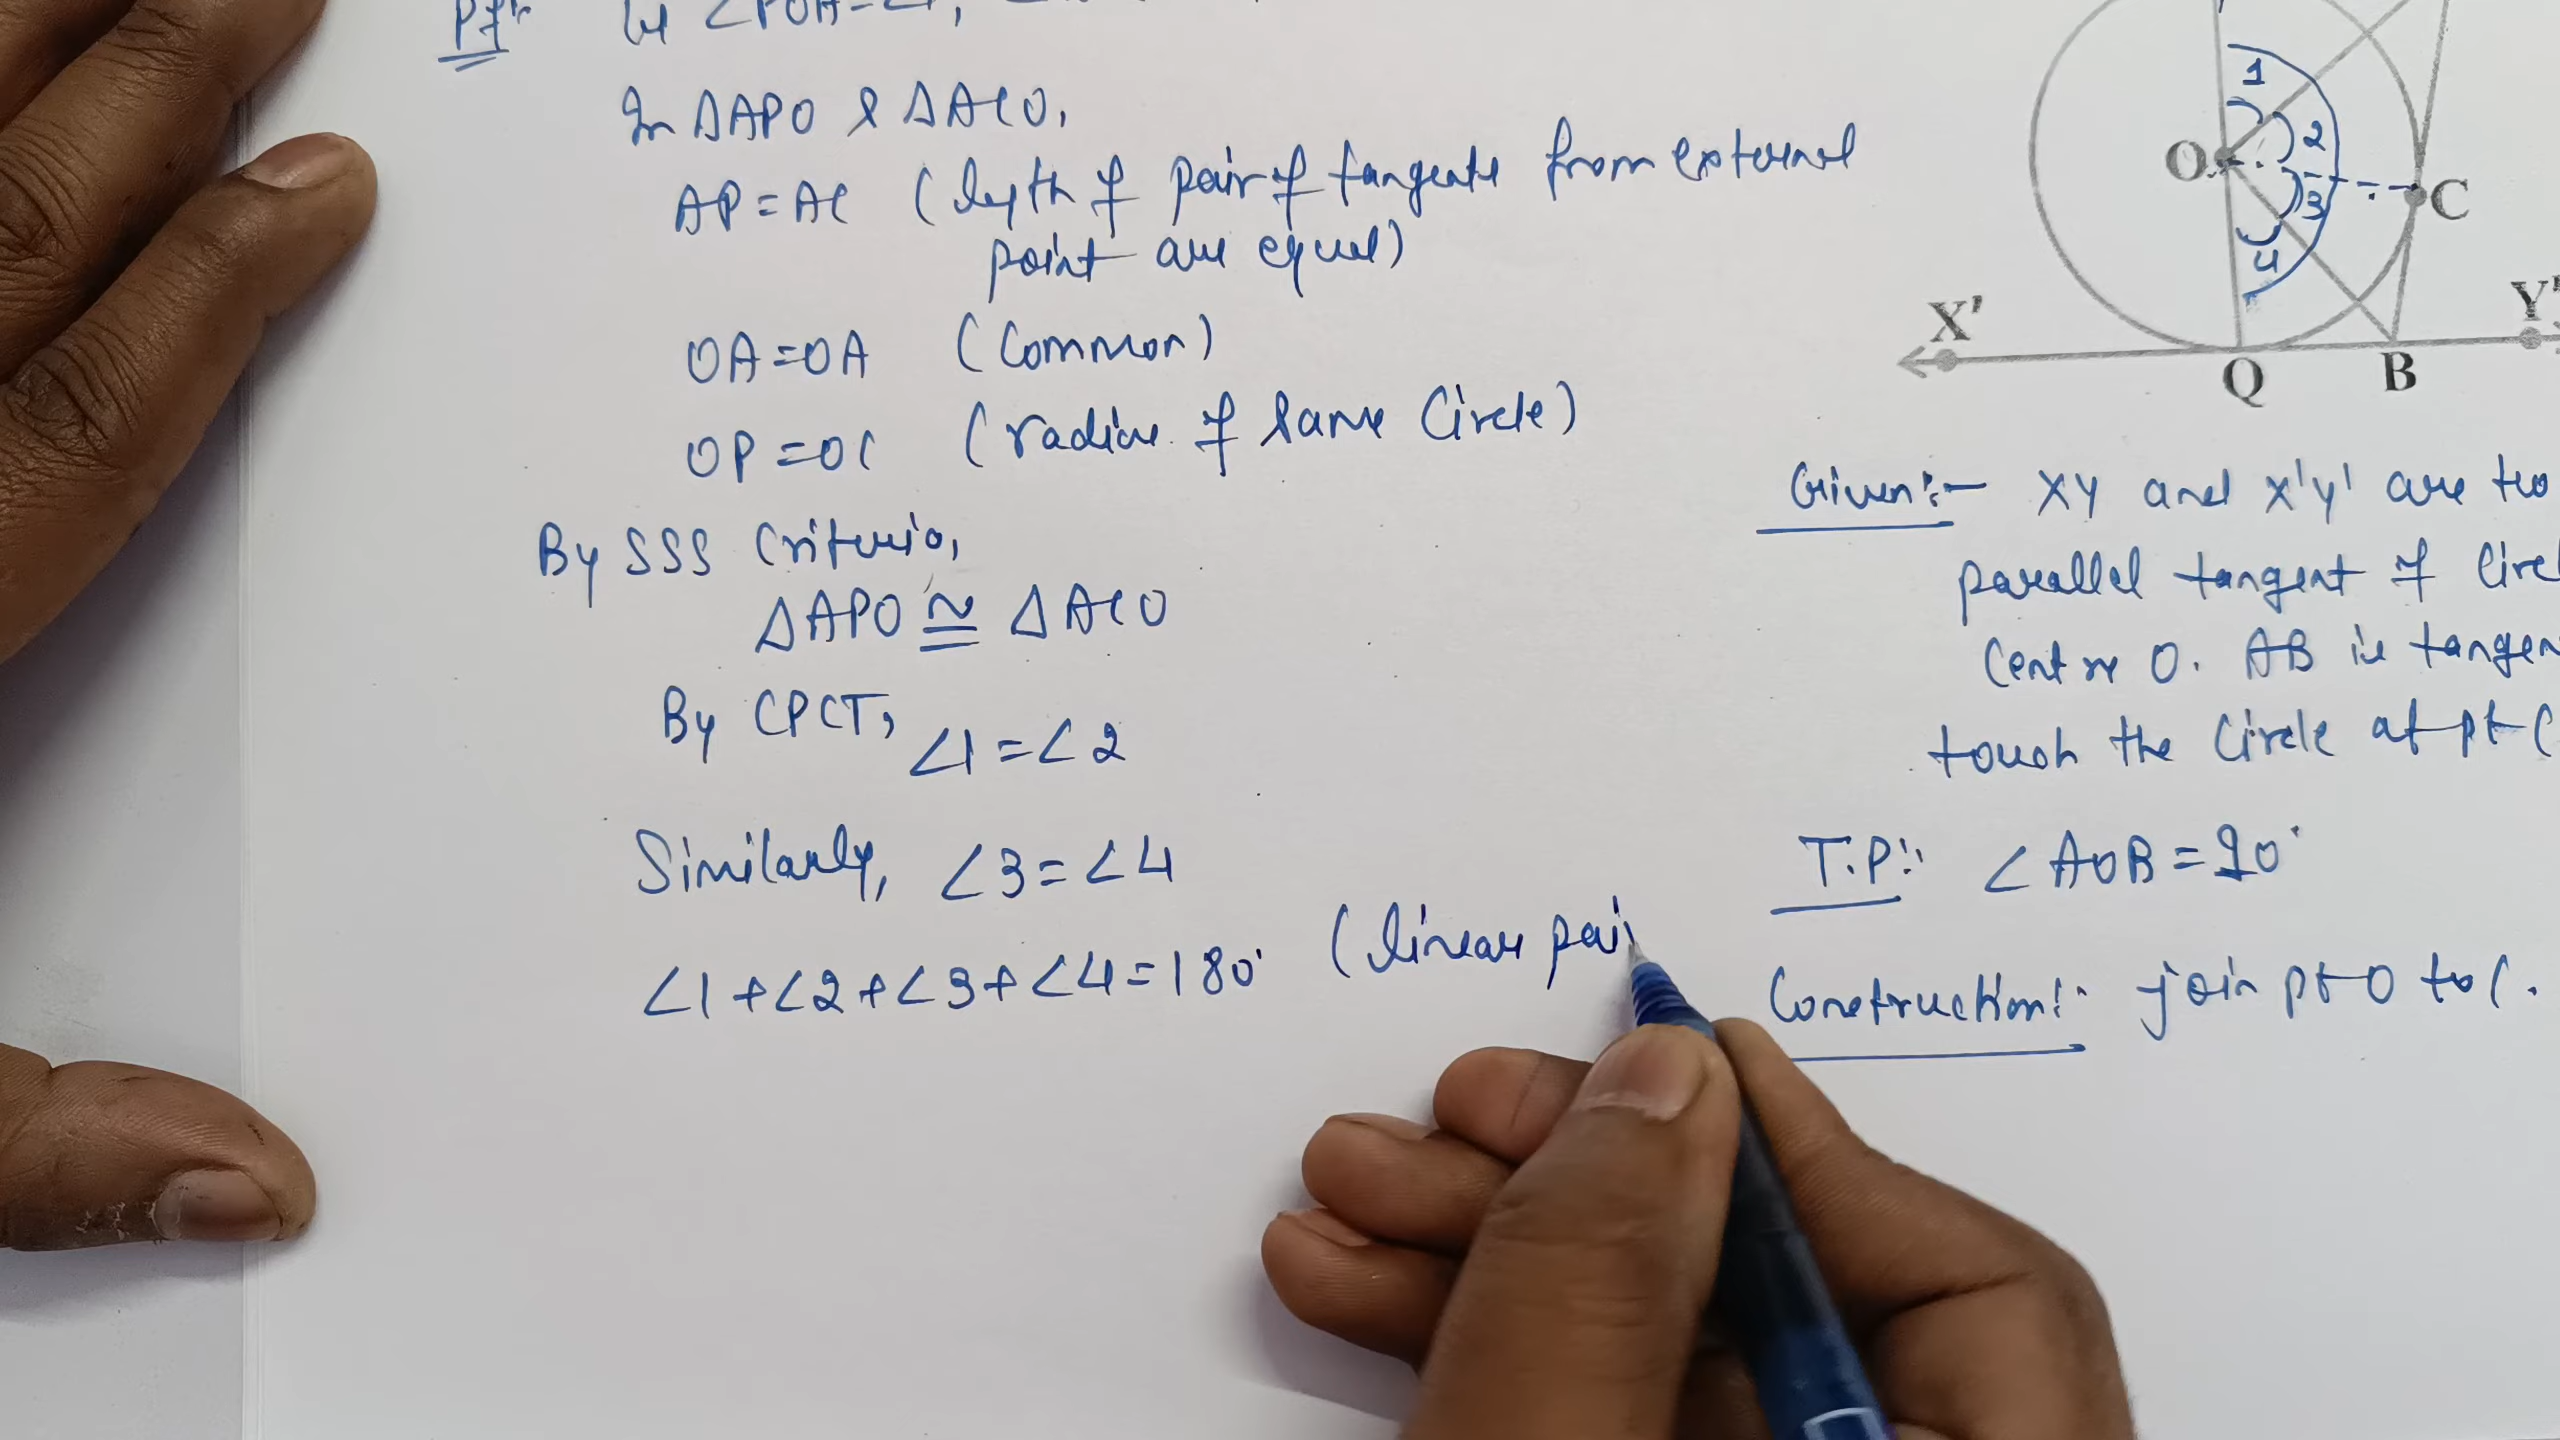 Pf:-
In ΔAPO & ΔACO,
AP = AC (length of pair of tangents from external
point are equal)
OA = OA (Common)
OP = OC (radius of same Circle)
By SSS Criteria,
ΔAPO ≅ ΔACO
By CPCT,
∠1 = ∠2
Similarly, ∠3 = ∠4
∠1 + ∠2 + ∠3 + ∠4 = 180° (linear pair
1
2
O
3
C
4
X'
Y'
Q
B
Given:- XY and X'Y' are two
parallel tangent of Circl
Centre O. AB is tangen
touch the Circle at pt C
T.P:- ∠AOB = 90°
Construction:- join pt O to C.